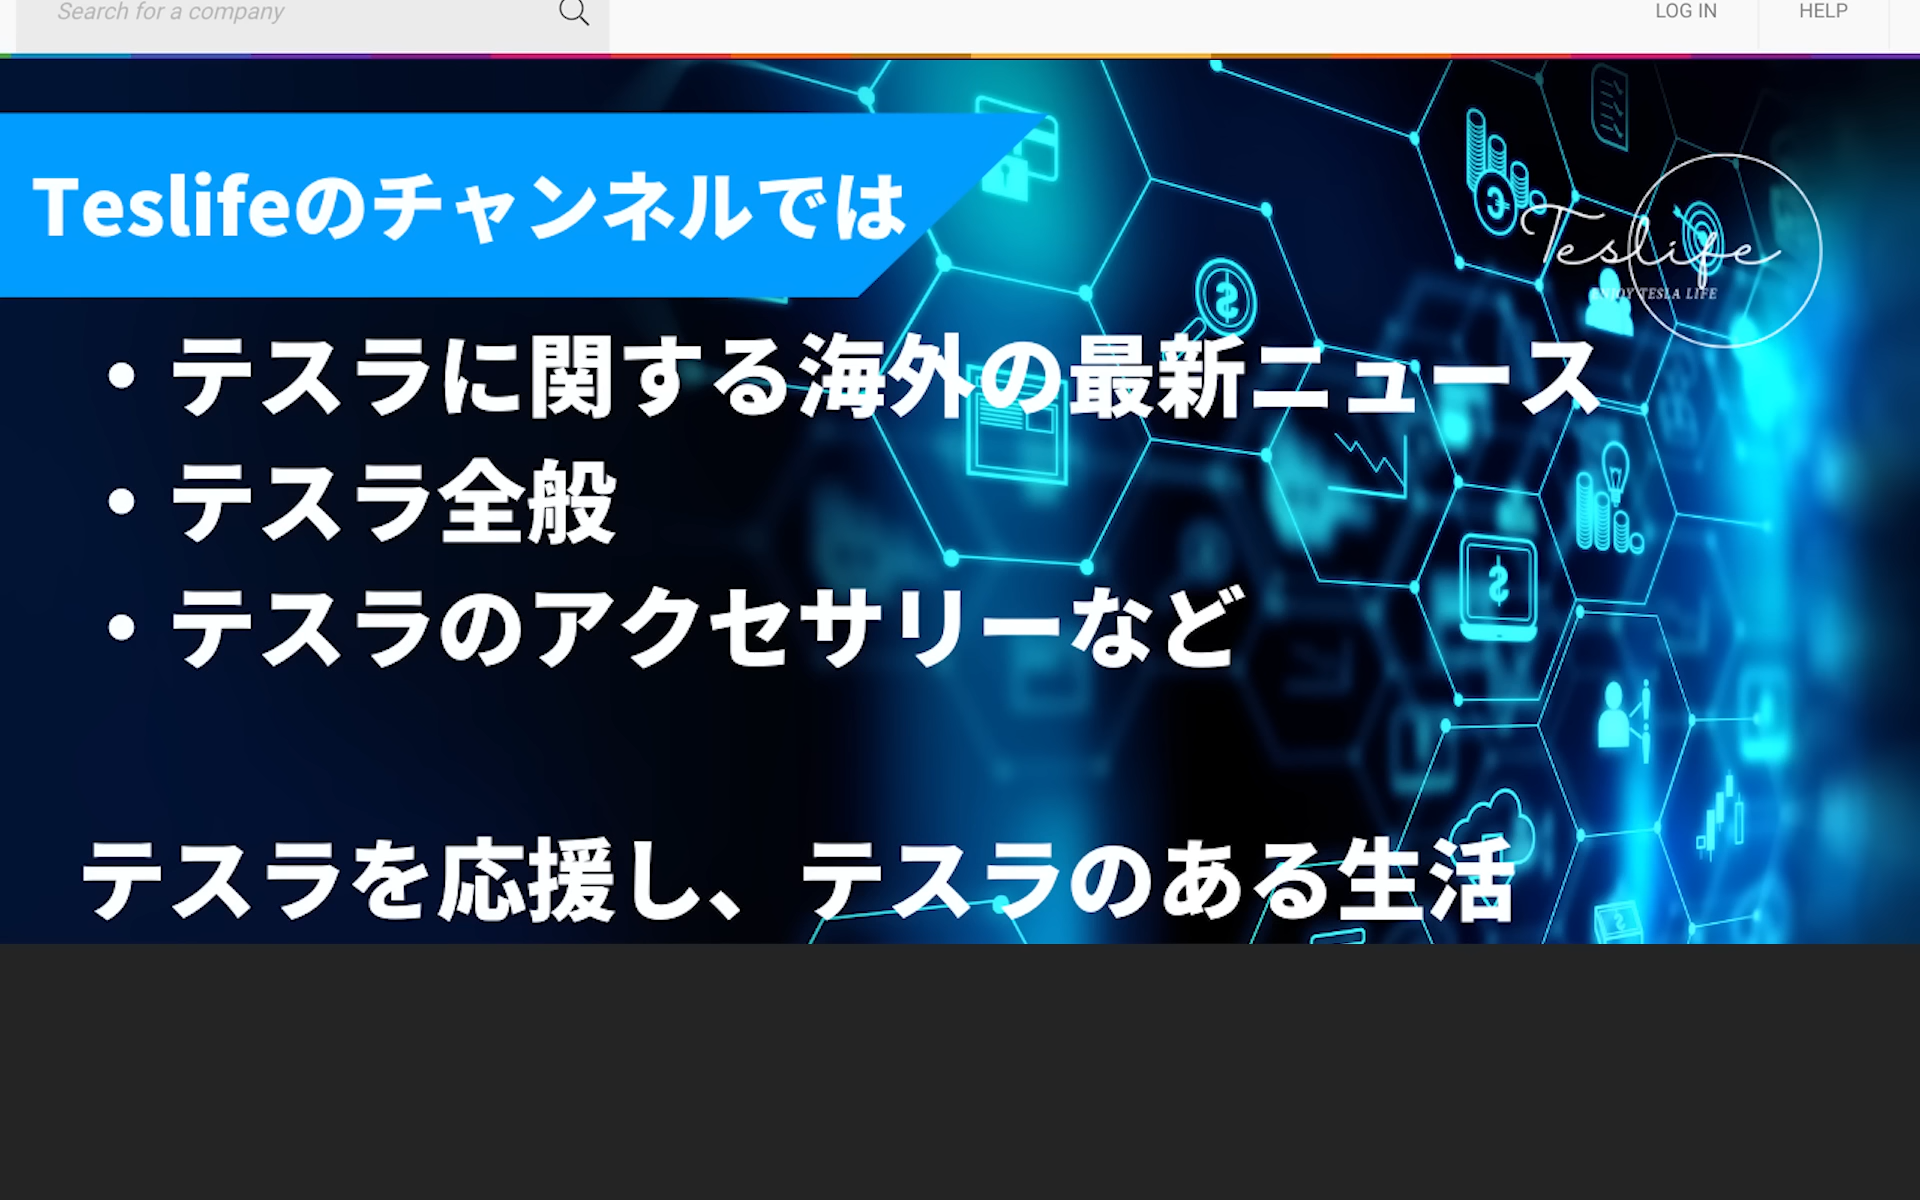 Search for a company
LOG IN
HELP
Teslifeのチャンネルでは
Teslife
ENJOY TESLA LIFE
・テスラに関する海外の最新ニュース
・テスラ全般
・テスラのアクセサリーなど
テスラを応援し、テスラのある生活